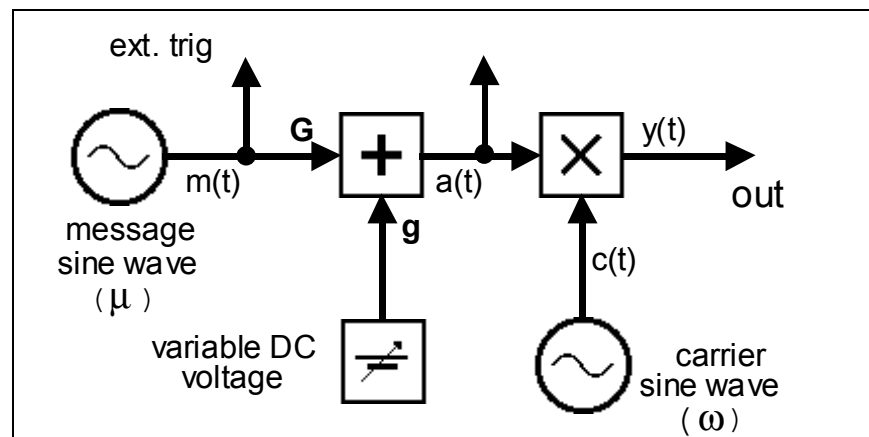 ext. trig
G
m(t)
a(t)
y(t)
out
message
sine wave
( μ )
g
c(t)
variable DC
voltage
carrier
sine wave
( ω )